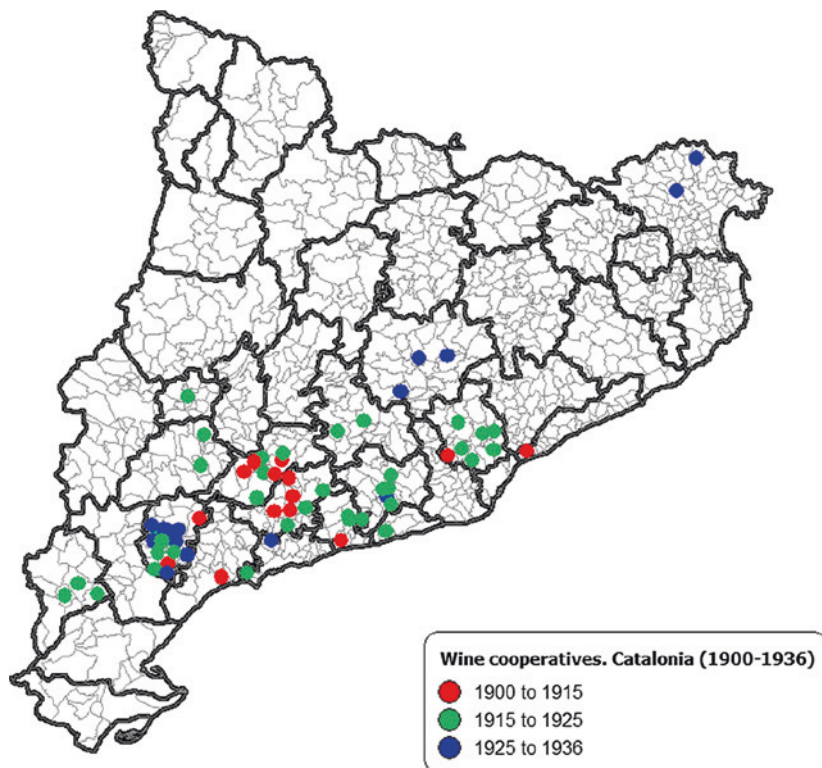 Wine cooperatives. Catalonia (1900-1936)
1900 to 1915
1915 to 1925
1925 to 1936